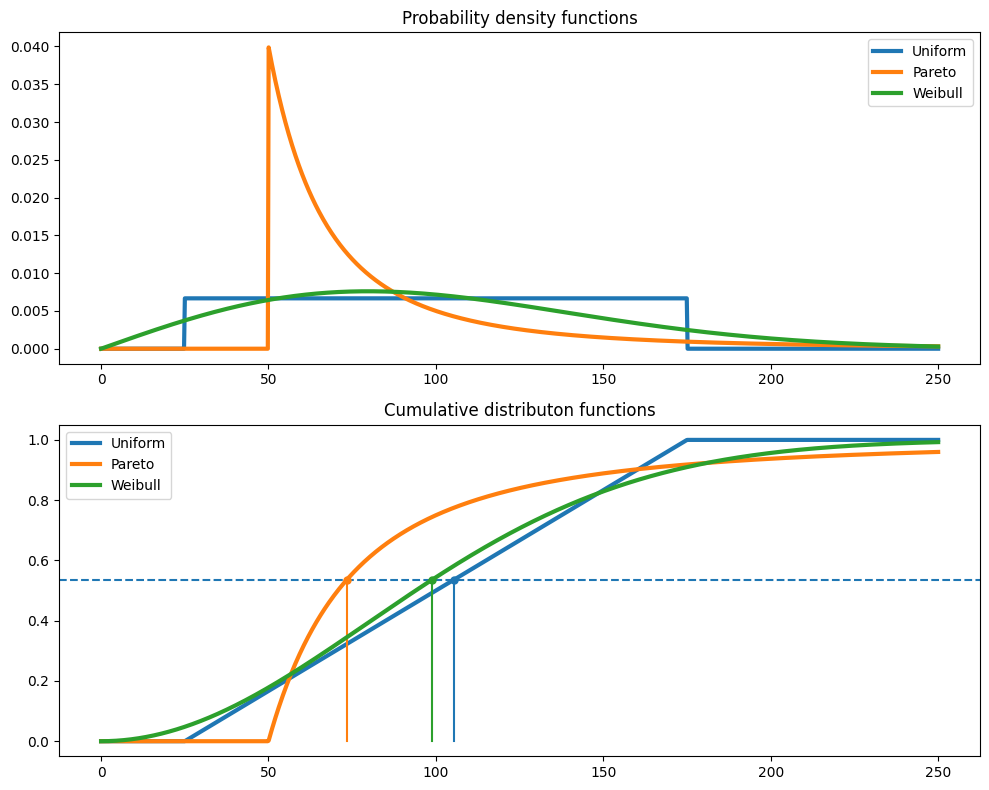 Probability density functions
0.040
0.035
0.030
0.025
0.020
0.015
0.010
0.005
0.000
Uniform
Pareto
Weibull
0 50 100 150 200 250
Cumulative distributon functions
1.0
0.8
0.6
0.4
0.2
0.0
Uniform
Pareto
Weibull
0 50 100 150 200 250